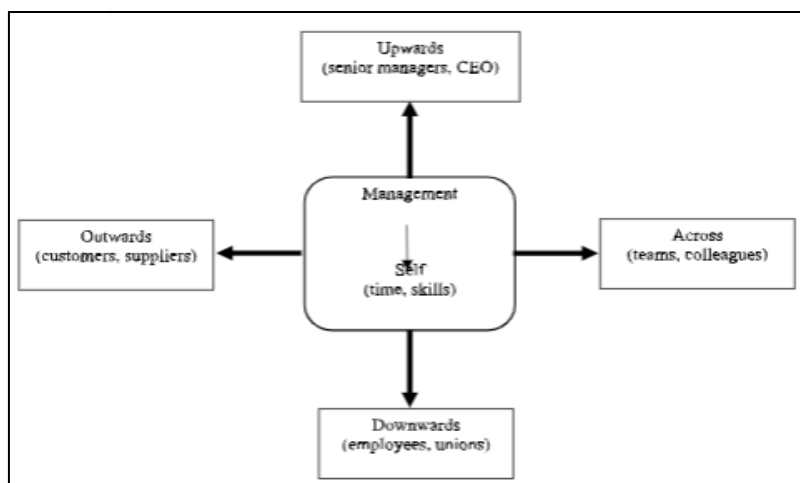 Upwards
(senior managers, CEO)
Management
Outwards
(customers, suppliers)
Self
(time, skills)
Across
(teams, colleagues)
Downwards
(employees, unions)